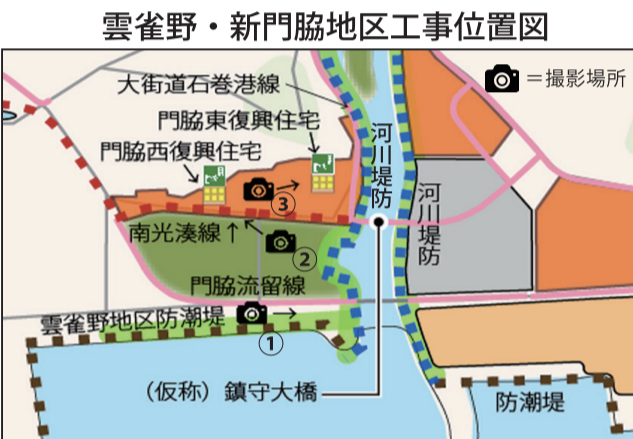 雲雀野・新門脇地区工事位置図
＝撮影場所
大街道石巻港線
門脇東復興住宅
門脇西復興住宅
河川堤防
河川堤防
③
南光湊線↑
②
門脇流留線
雲雀野地区防潮堤
①
（仮称）鎮守大橋
防潮堤